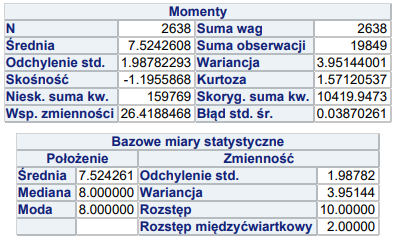 Momenty
N 2638 Suma wag 2638
Średnia 7.5242608 Suma obserwacji 19849
Odchylenie std. 1.98782293 Wariancja 3.95144001
Skośność -1.1955868 Kurtoza 1.57120537
Niesk. suma kw. 159769 Skoryg. suma kw. 10419.9473
Wsp. zmienności 26.4188468 Błąd std. śr. 0.03870261
Bazowe miary statystyczne
Położenie Zmienność
Średnia 7.524261 Odchylenie std. 1.98782
Mediana 8.000000 Wariancja 3.95144
Moda 8.000000 Rozstęp 10.00000
Rozstęp międzyćwiartkowy 2.00000